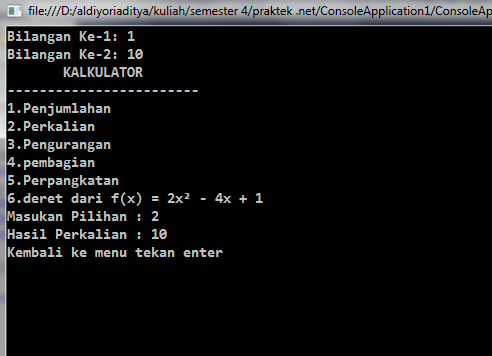 file:///D:/aldiyoriaditya/kuliah/semester 4/praktek .net/ConsoleApplication1/ConsoleAp
Bilangan Ke-1: 1
Bilangan Ke-2: 10
KALKULATOR
------------------------
1.Penjumlahan
2.Perkalian
3.Pengurangan
4.pembagian
5.Perpangkatan
6.deret dari f(x) = 2x² - 4x + 1
Masukan Pilihan : 2
Hasil Perkalian : 10
Kembali ke menu tekan enter